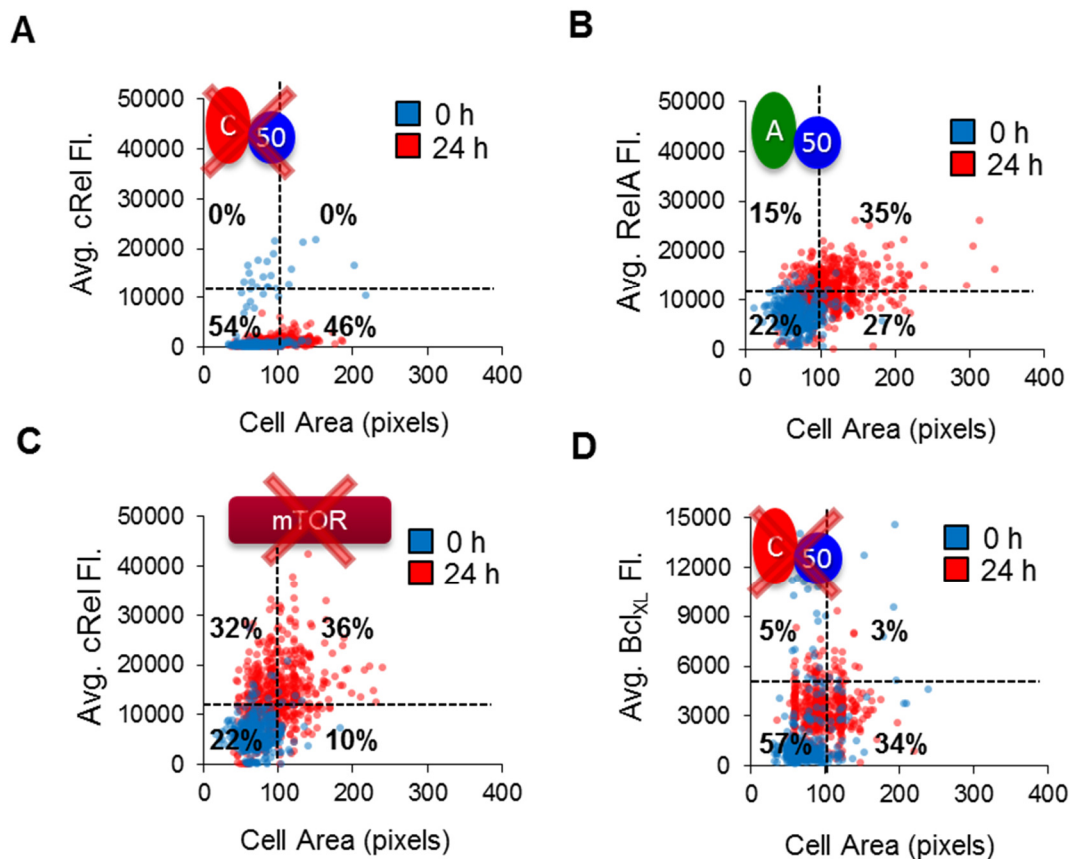 A
Avg. cRel Fl.
50000
40000
30000
20000
10000
0
C 50
0 h
24 h
0% 0%
54% 46%
0 100 200 300 400
Cell Area (pixels)
B
Avg. RelA Fl.
50000
40000
30000
20000
10000
0
A 50
0 h
24 h
15% 35%
22% 27%
0 100 200 300 400
Cell Area (pixels)
C
Avg. cRel Fl.
50000
40000
30000
20000
10000
0
mTOR
0 h
24 h
32% 36%
22% 10%
0 100 200 300 400
Cell Area (pixels)
D
Avg. BclXL Fl.
15000
12000
9000
6000
3000
0
C 50
0 h
24 h
5% 3%
57% 34%
0 100 200 300 400
Cell Area (pixels)